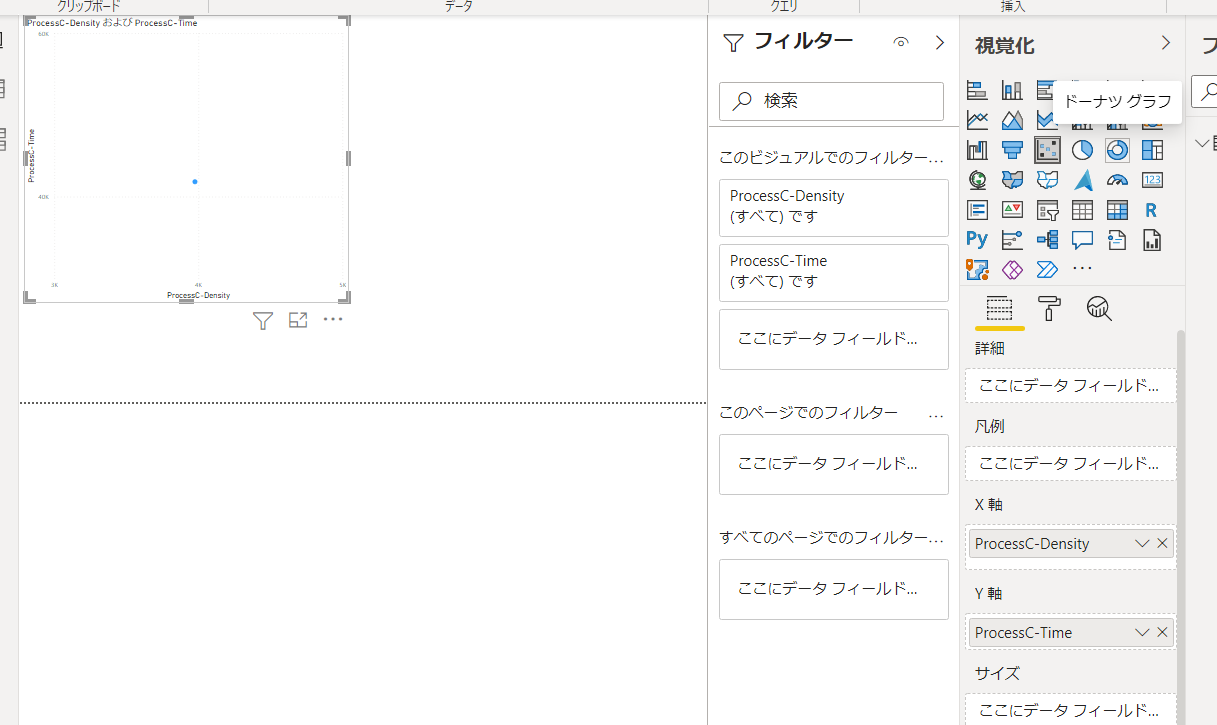 クリップボード
データ
クエリ
挿入
ProcessC-Density および ProcessC-Time
60K
40K
ProcessC-Time
3K
4K
5K
ProcessC-Density
フィルター
検索
このビジュアルでのフィルター...
ProcessC-Density
(すべて) です
ProcessC-Time
(すべて) です
ここにデータ フィールド...
このページでのフィルター
...
ここにデータ フィールド...
すべてのページでのフィルター...
ここにデータ フィールド...
視覚化
ドーナツ グラフ
123
R
Py
...
詳細
ここにデータ フィールド...
凡例
ここにデータ フィールド...
X 軸
ProcessC-Density
Y 軸
ProcessC-Time
サイズ
ここにデータ フィールド...
フ